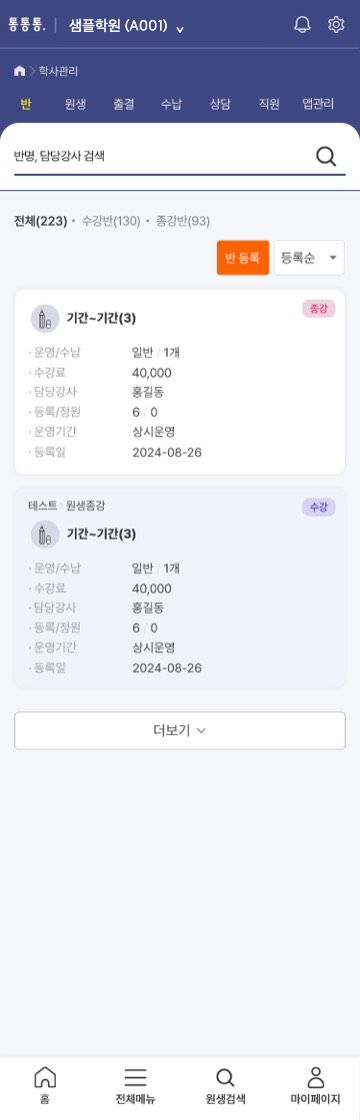 통통통. | 샘플학원 (A001)
학사관리
반 원생 출결 수납 상담 직원 앱관리
반명, 담당강사 검색
전체(223) • 수강반(130) • 종강반(93)
반 등록 등록순
기간~기간(3) 종강
· 운영/수납 일반 / 1개
· 수강료 40,000
· 담당강사 홍길동
· 등록/정원 6 / 0
· 운영기간 상시운영
· 등록일 2024-08-26
테스트 > 원생종강 수강
기간~기간(3)
· 운영/수납 일반 / 1개
· 수강료 40,000
· 담당강사 홍길동
· 등록/정원 6 / 0
· 운영기간 상시운영
· 등록일 2024-08-26
더보기
홈 전체메뉴 원생검색 마이페이지